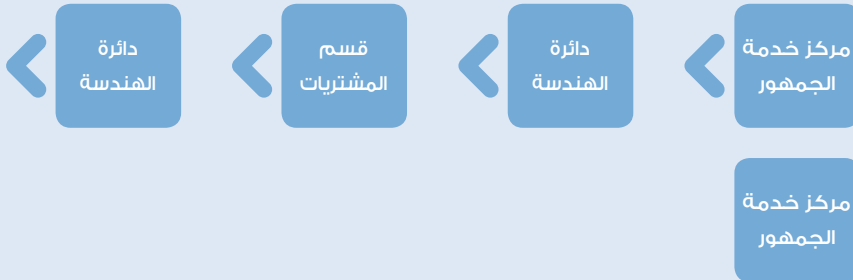 مركز خدمة
الجمهور
دائرة
الهندسة
قسم
المشتريات
دائرة
الهندسة
مركز خدمة
الجمهور